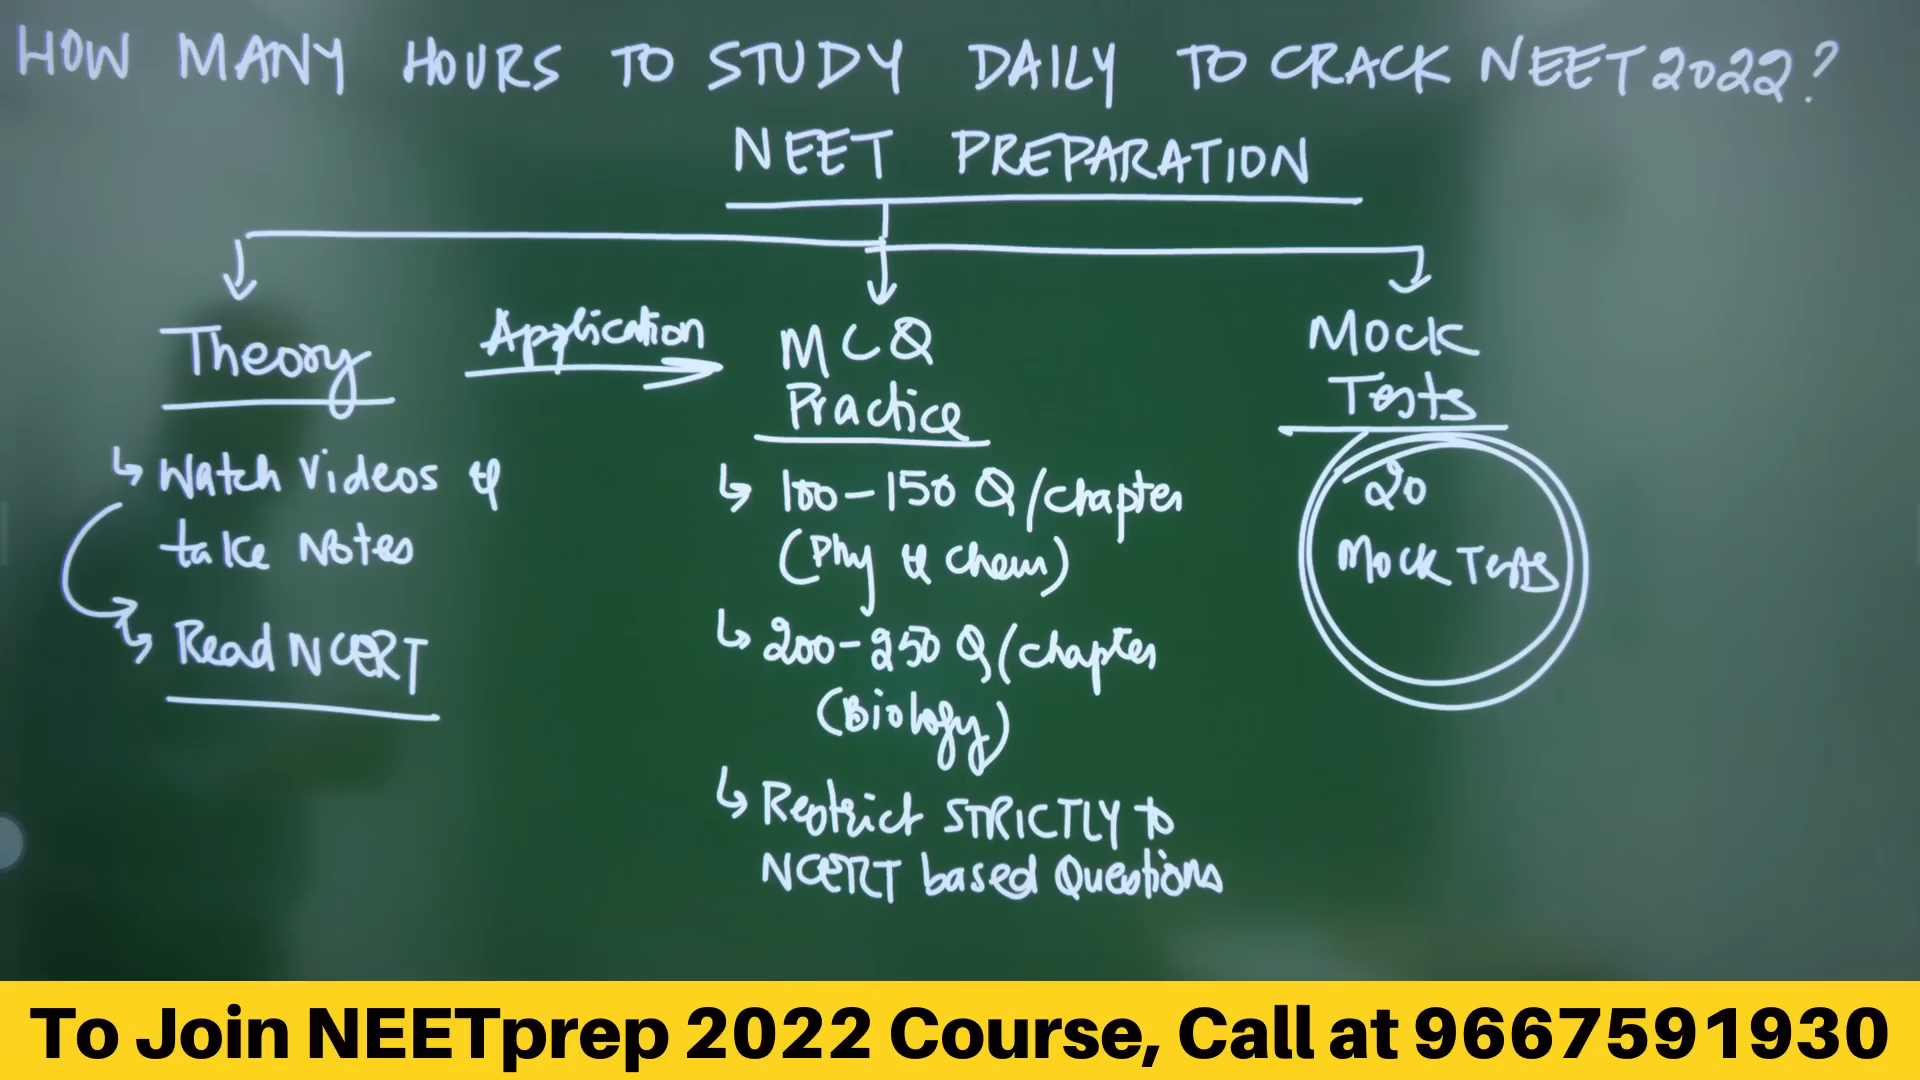 HOW MANY HOURS TO STUDY DAILY TO CRACK NEET 2022?
NEET PREPARATION
Theory
Application
MCQ
Practice
Mock
Tests
Watch Videos &
take Notes
Read NCERT
100-150 Q/chapter
(Phy & Chem)
200-250 Q/chapter
(Biology)
Restrict STRICTLY to
NCERT based Questions
20
Mock Tests
To Join NEETprep 2022 Course, Call at 9667591930